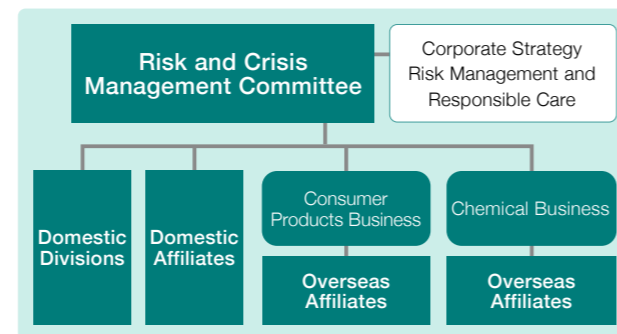 Risk and Crisis
Management Committee
Corporate Strategy
Risk Management and
Responsible Care
Domestic
Divisions
Domestic
Affiliates
Consumer
Products Business
Chemical Business
Overseas
Affiliates
Overseas
Affiliates